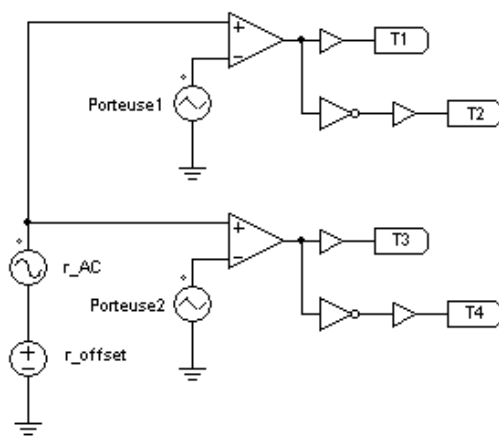 T1
Porteuse1
T2
T3
r_AC
Porteuse2
T4
r_offset